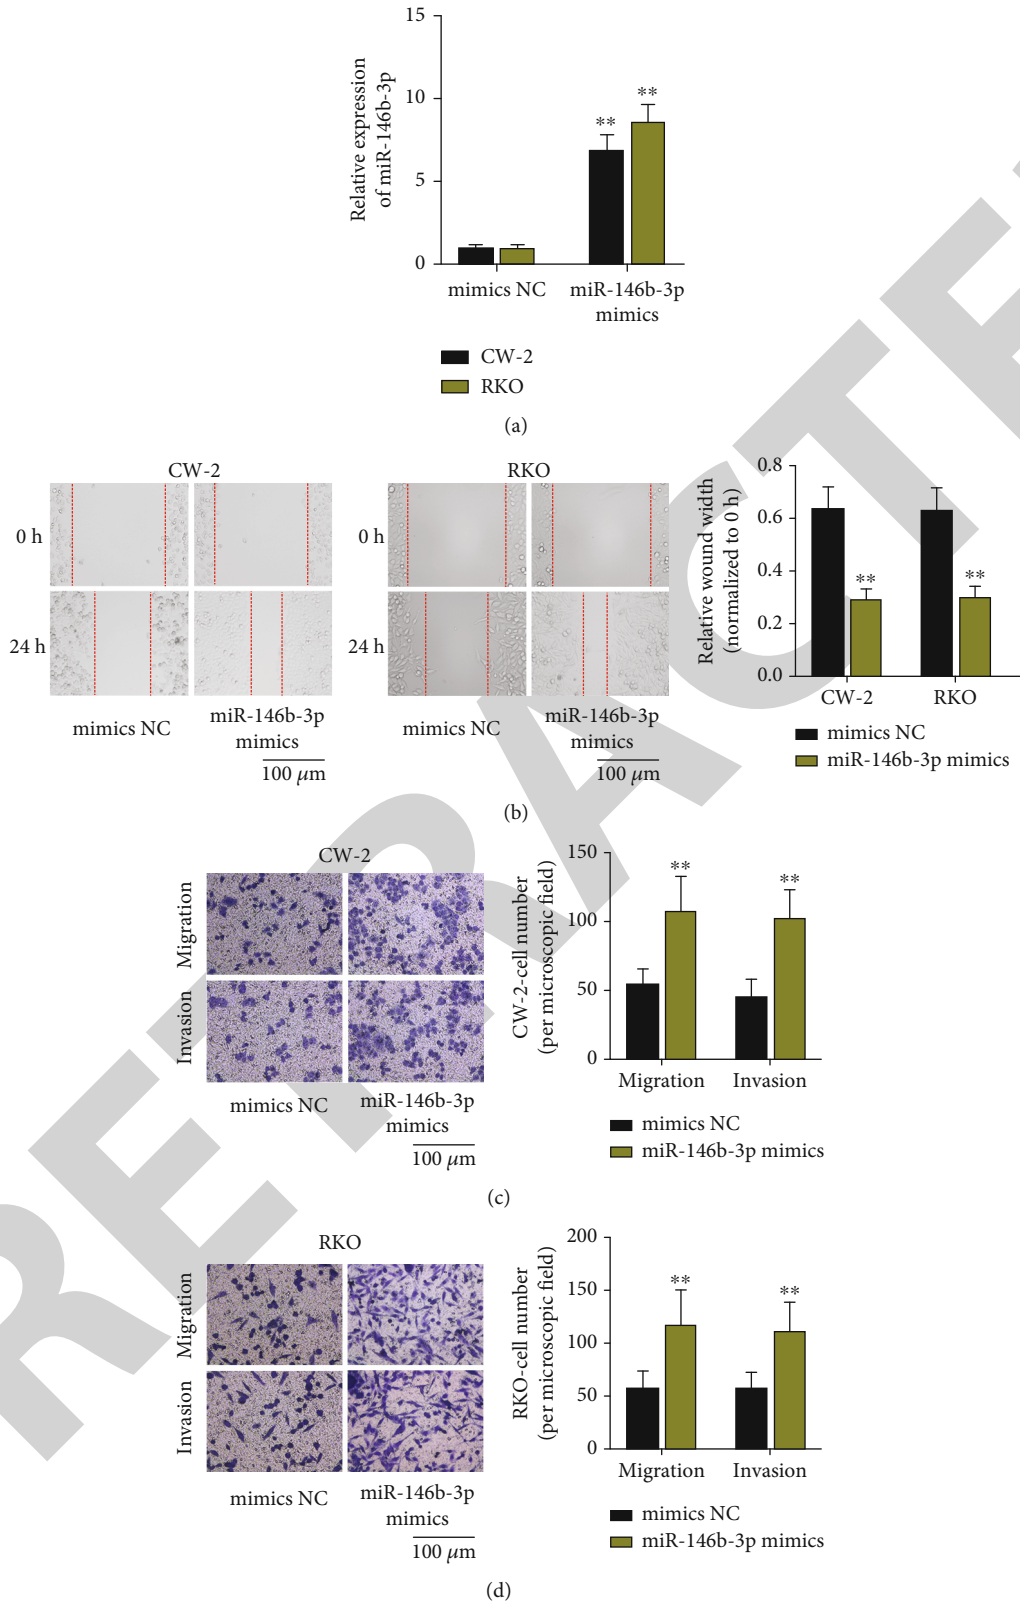 15
10
5
0
Relative expression
of miR-146b-3p
**
**
mimics NC
miR-146b-3p
mimics
CW-2
RKO
(a)
CW-2
0 h
24 h
mimics NC
miR-146b-3p
mimics
100 μm
RKO
0 h
24 h
mimics NC
miR-146b-3p
mimics
100 μm
0.8
0.6
0.4
0.2
0.0
Relative wound width
(normalized to 0 h)
**
**
CW-2
RKO
mimics NC
miR-146b-3p mimics
(b)
CW-2
Migration
Invasion
mimics NC
miR-146b-3p
mimics
100 μm
150
100
50
0
CW-2-cell number
(per microscopic field)
**
**
Migration
Invasion
mimics NC
miR-146b-3p mimics
(c)
RKO
Migration
Invasion
mimics NC
miR-146b-3p
mimics
100 μm
200
150
100
50
0
RKO-cell number
(per microscopic field)
**
**
Migration
Invasion
mimics NC
miR-146b-3p mimics
(d)
RETRACTE